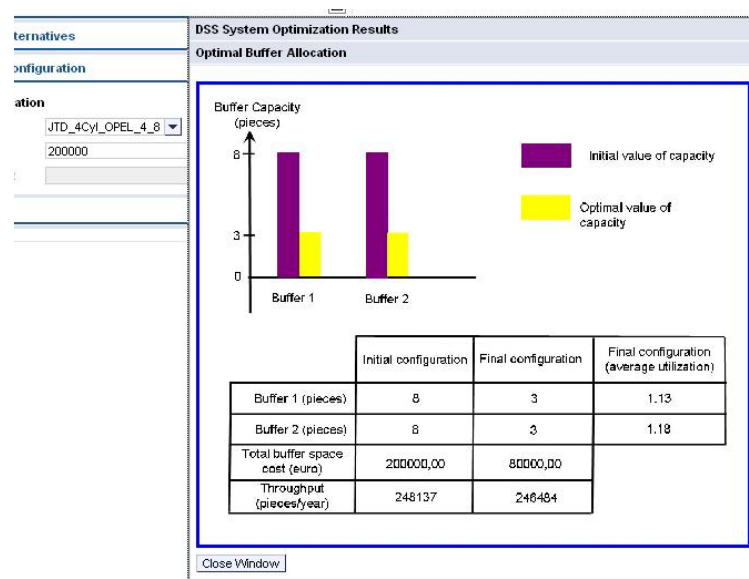 ternatives
onfiguration
ation
JTD_4Cyl_OPEL_4_8
200000
DSS System Optimization Results
Optimal Buffer Allocation
Buffer Capacity
(pieces)
8
3
0
Buffer 1
Buffer 2
Initial value of capacity
Optimal value of
capacity
Initial configuration
Final configuration
Final configuration
(average utilization)
Buffer 1 (pieces)
8
3
1.13
Buffer 2 (pieces)
8
3
1.18
Total buffer space
cost (euro)
200000,00
80000,00
Throughput
(pieces/year)
248137
246484
Close Window